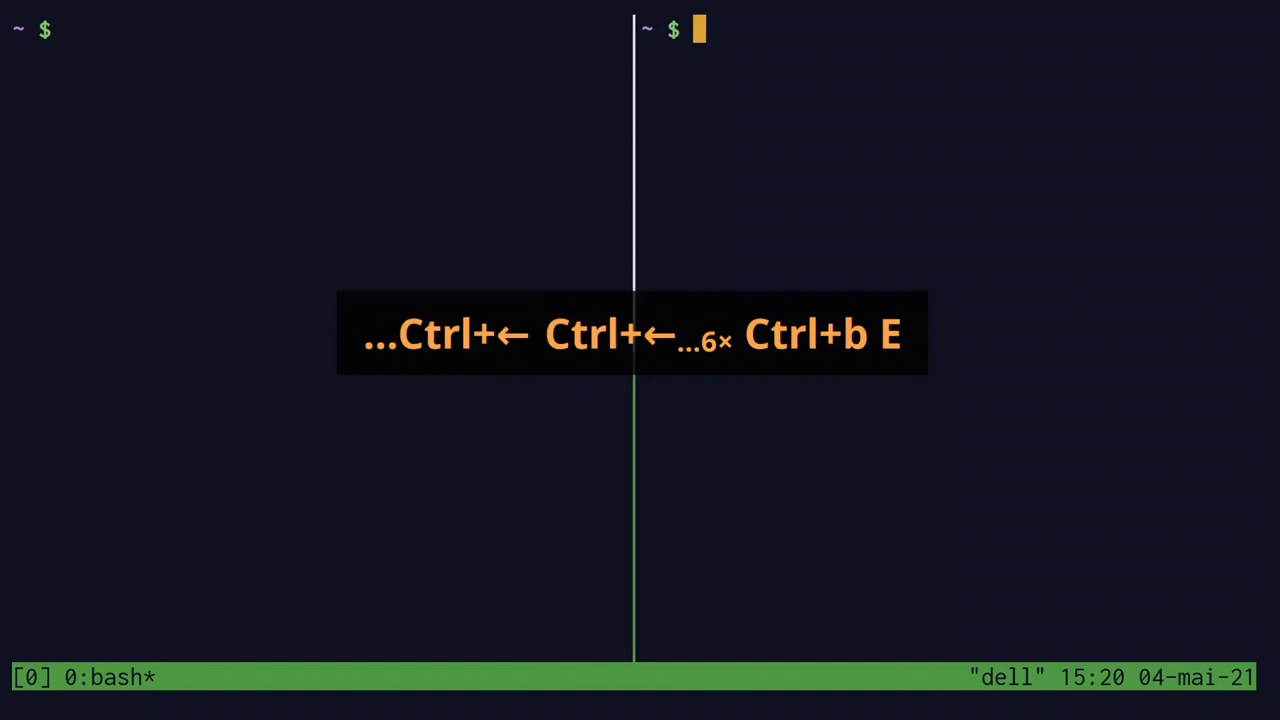 ~ $
~ $
...Ctrl+← Ctrl+←...6× Ctrl+b E
[0] 0:bash* "dell" 15:20 04-mai-21